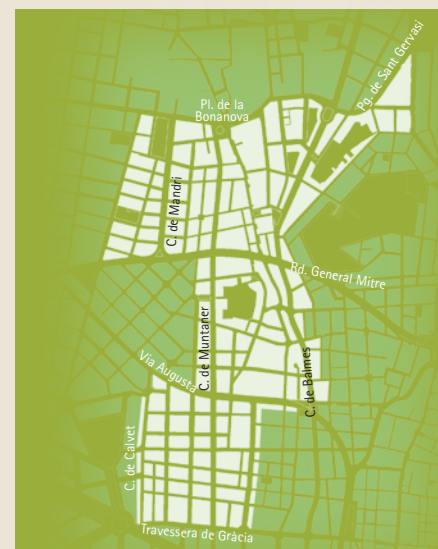 Pg. de Sant Gervasi
Pl. de la
Bonanova
C. de Mandri
Rd. General Mitre
C. de Muntaner
Via Augusta
C. de Balmes
C. de Calvet
Travessera de Gràcia